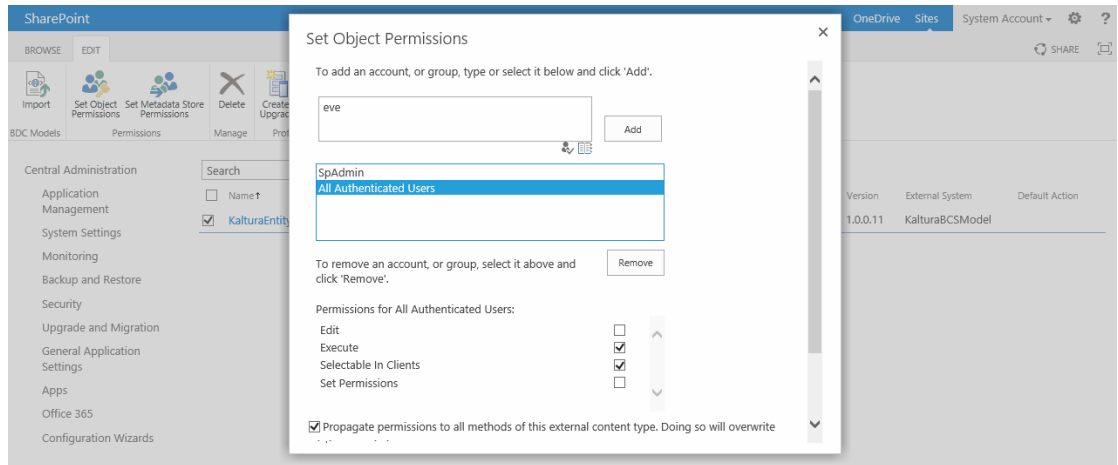 SharePoint
OneDrive Sites System Account ?
BROWSE EDIT
SHARE
Import
Set Object Permissions
Set Metadata Store Permissions
Delete
Create
Upgrad
BDC Models Permissions Manage Prof
Central Administration
Application Management
System Settings
Monitoring
Backup and Restore
Security
Upgrade and Migration
General Application Settings
Apps
Office 365
Configuration Wizards
Search
Name↑
KalturaEntity
Version External System Default Action
1.0.0.11 KalturaBCSModel
Set Object Permissions
To add an account, or group, type or select it below and click 'Add'.
eve
Add
SpAdmin
All Authenticated Users
To remove an account, or group, select it above and
click 'Remove'.
Remove
Permissions for All Authenticated Users:
Edit
Execute
Selectable In Clients
Set Permissions
Propagate permissions to all methods of this external content type. Doing so will overwrite